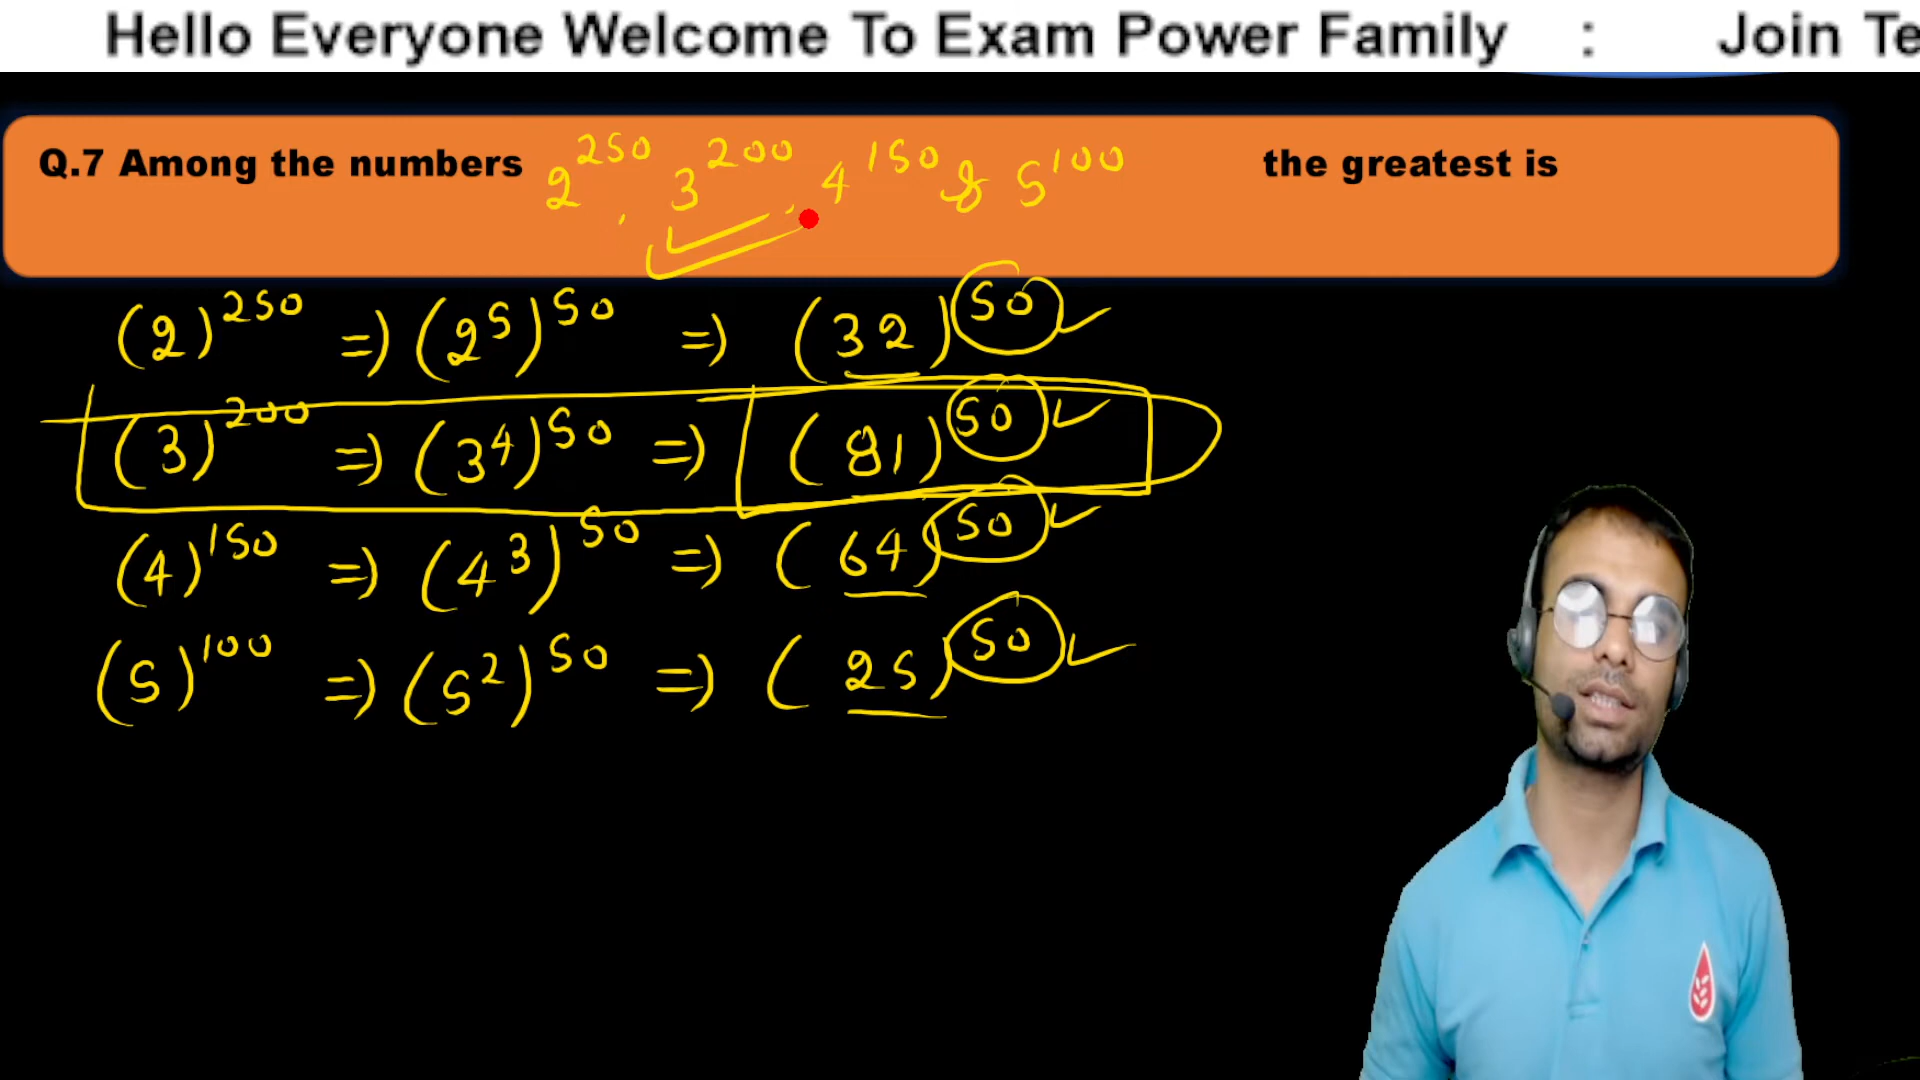 Hello Everyone Welcome To Exam Power Family : Join Te
Q.7 Among the numbers 2^250, 3^200, 4^150 & 5^100 the greatest is
(2)^250 => (2^5)^50 => (32)^50 ✓
(3)^200 => (3^4)^50 => (81)^50 ✓
(4)^150 => (4^3)^50 => (64)^50 ✓
(5)^100 => (5^2)^50 => (25)^50 ✓